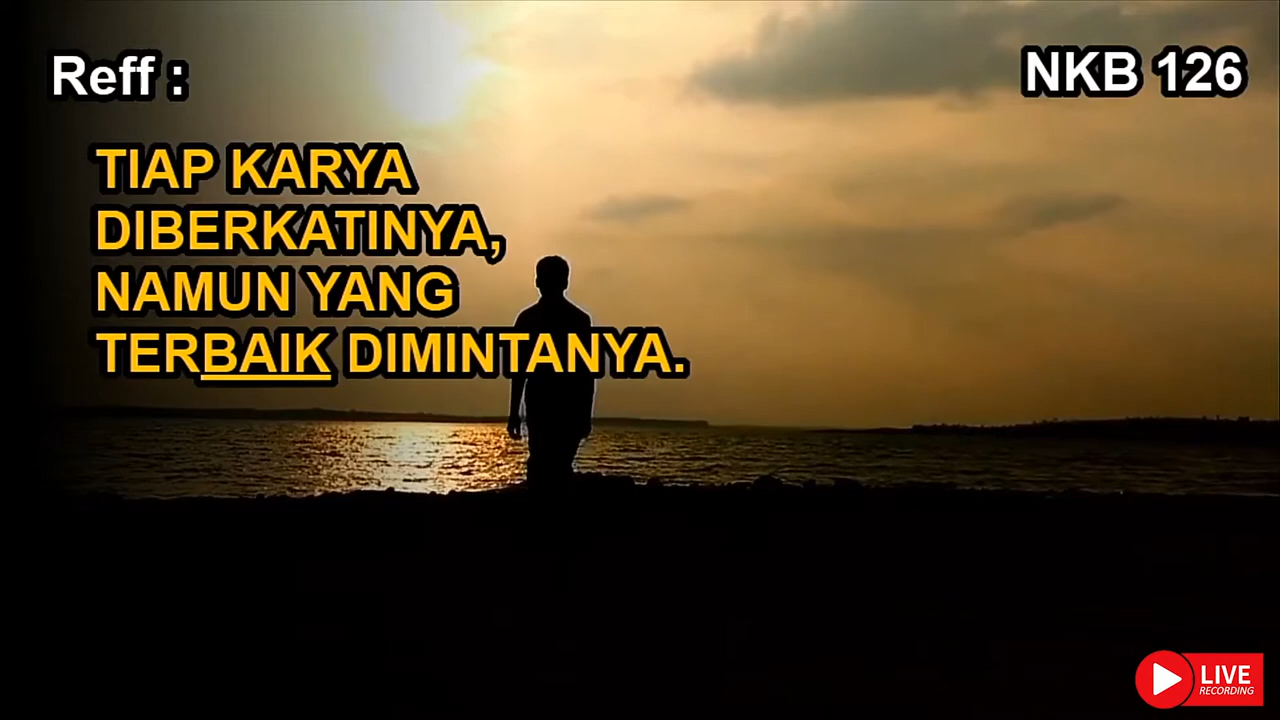 Reff :
NKB 126
TIAP KARYA
DIBERKATINYA,
NAMUN YANG
TERBAIK DIMINTANYA.
LIVE
RECORDING